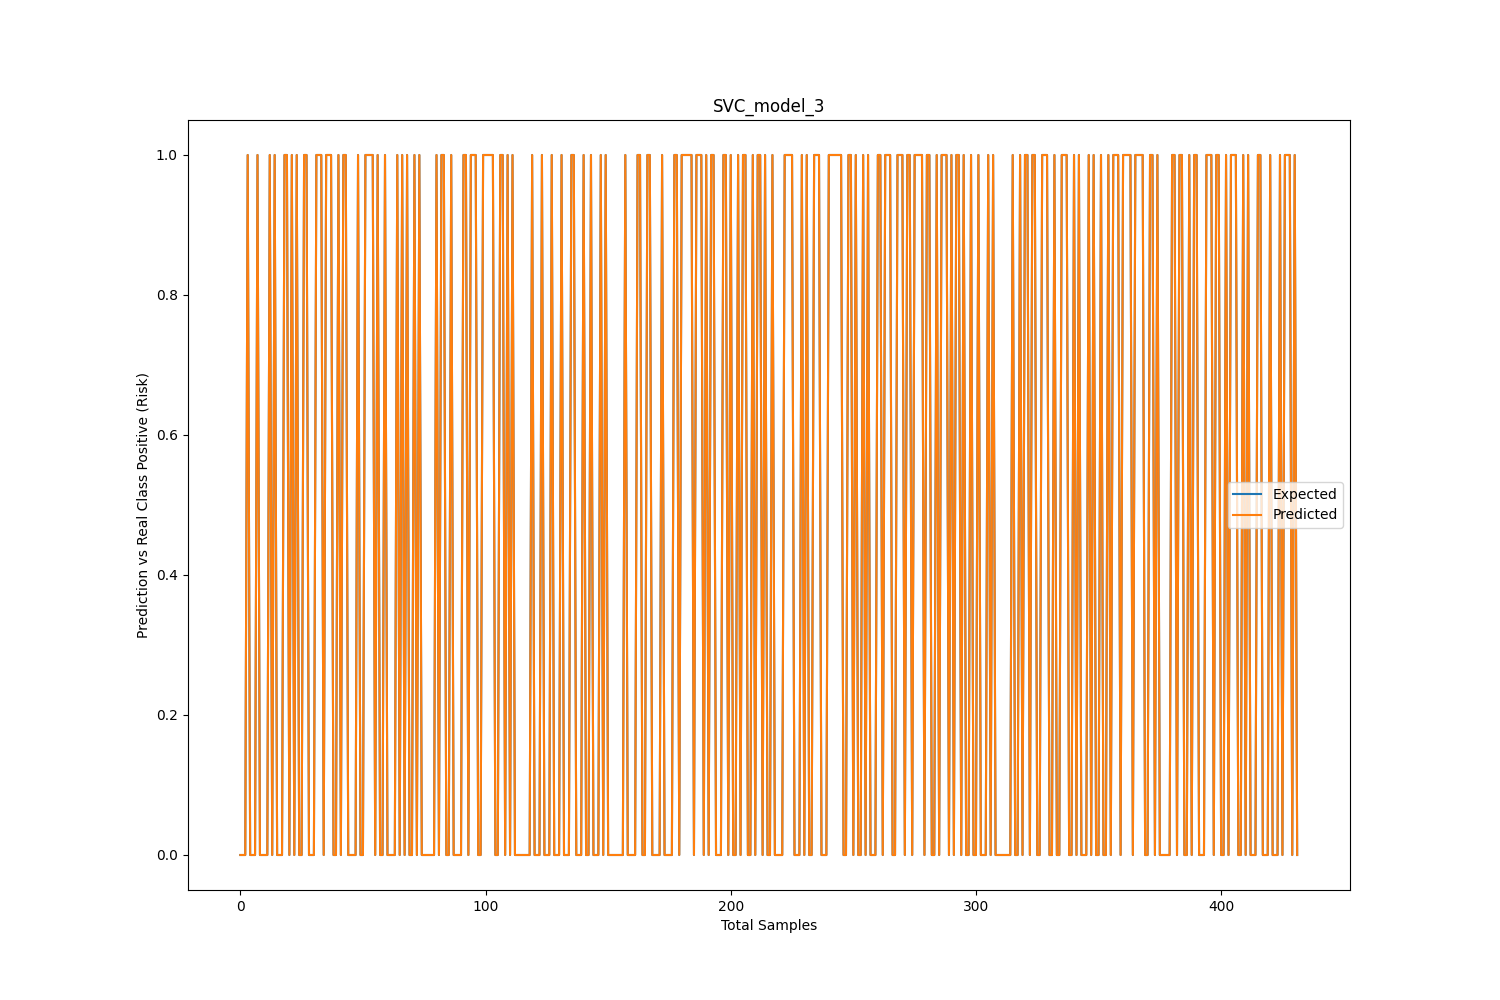 SVC_model_3
1.0
0.8
0.6
0.4
0.2
0.0
Prediction vs Real Class Positive (Risk)
Expected
Predicted
0 100 200 300 400
Total Samples